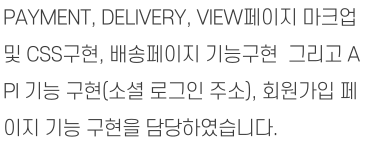 PAYMENT, DELIVERY, VIEW페이지 마크업
및 CSS구현, 배송페이지 기능구현 그리고 A
PI 기능 구현(소셜 로그인 주소), 회원가입 페
이지 기능 구현을 담당하였습니다.